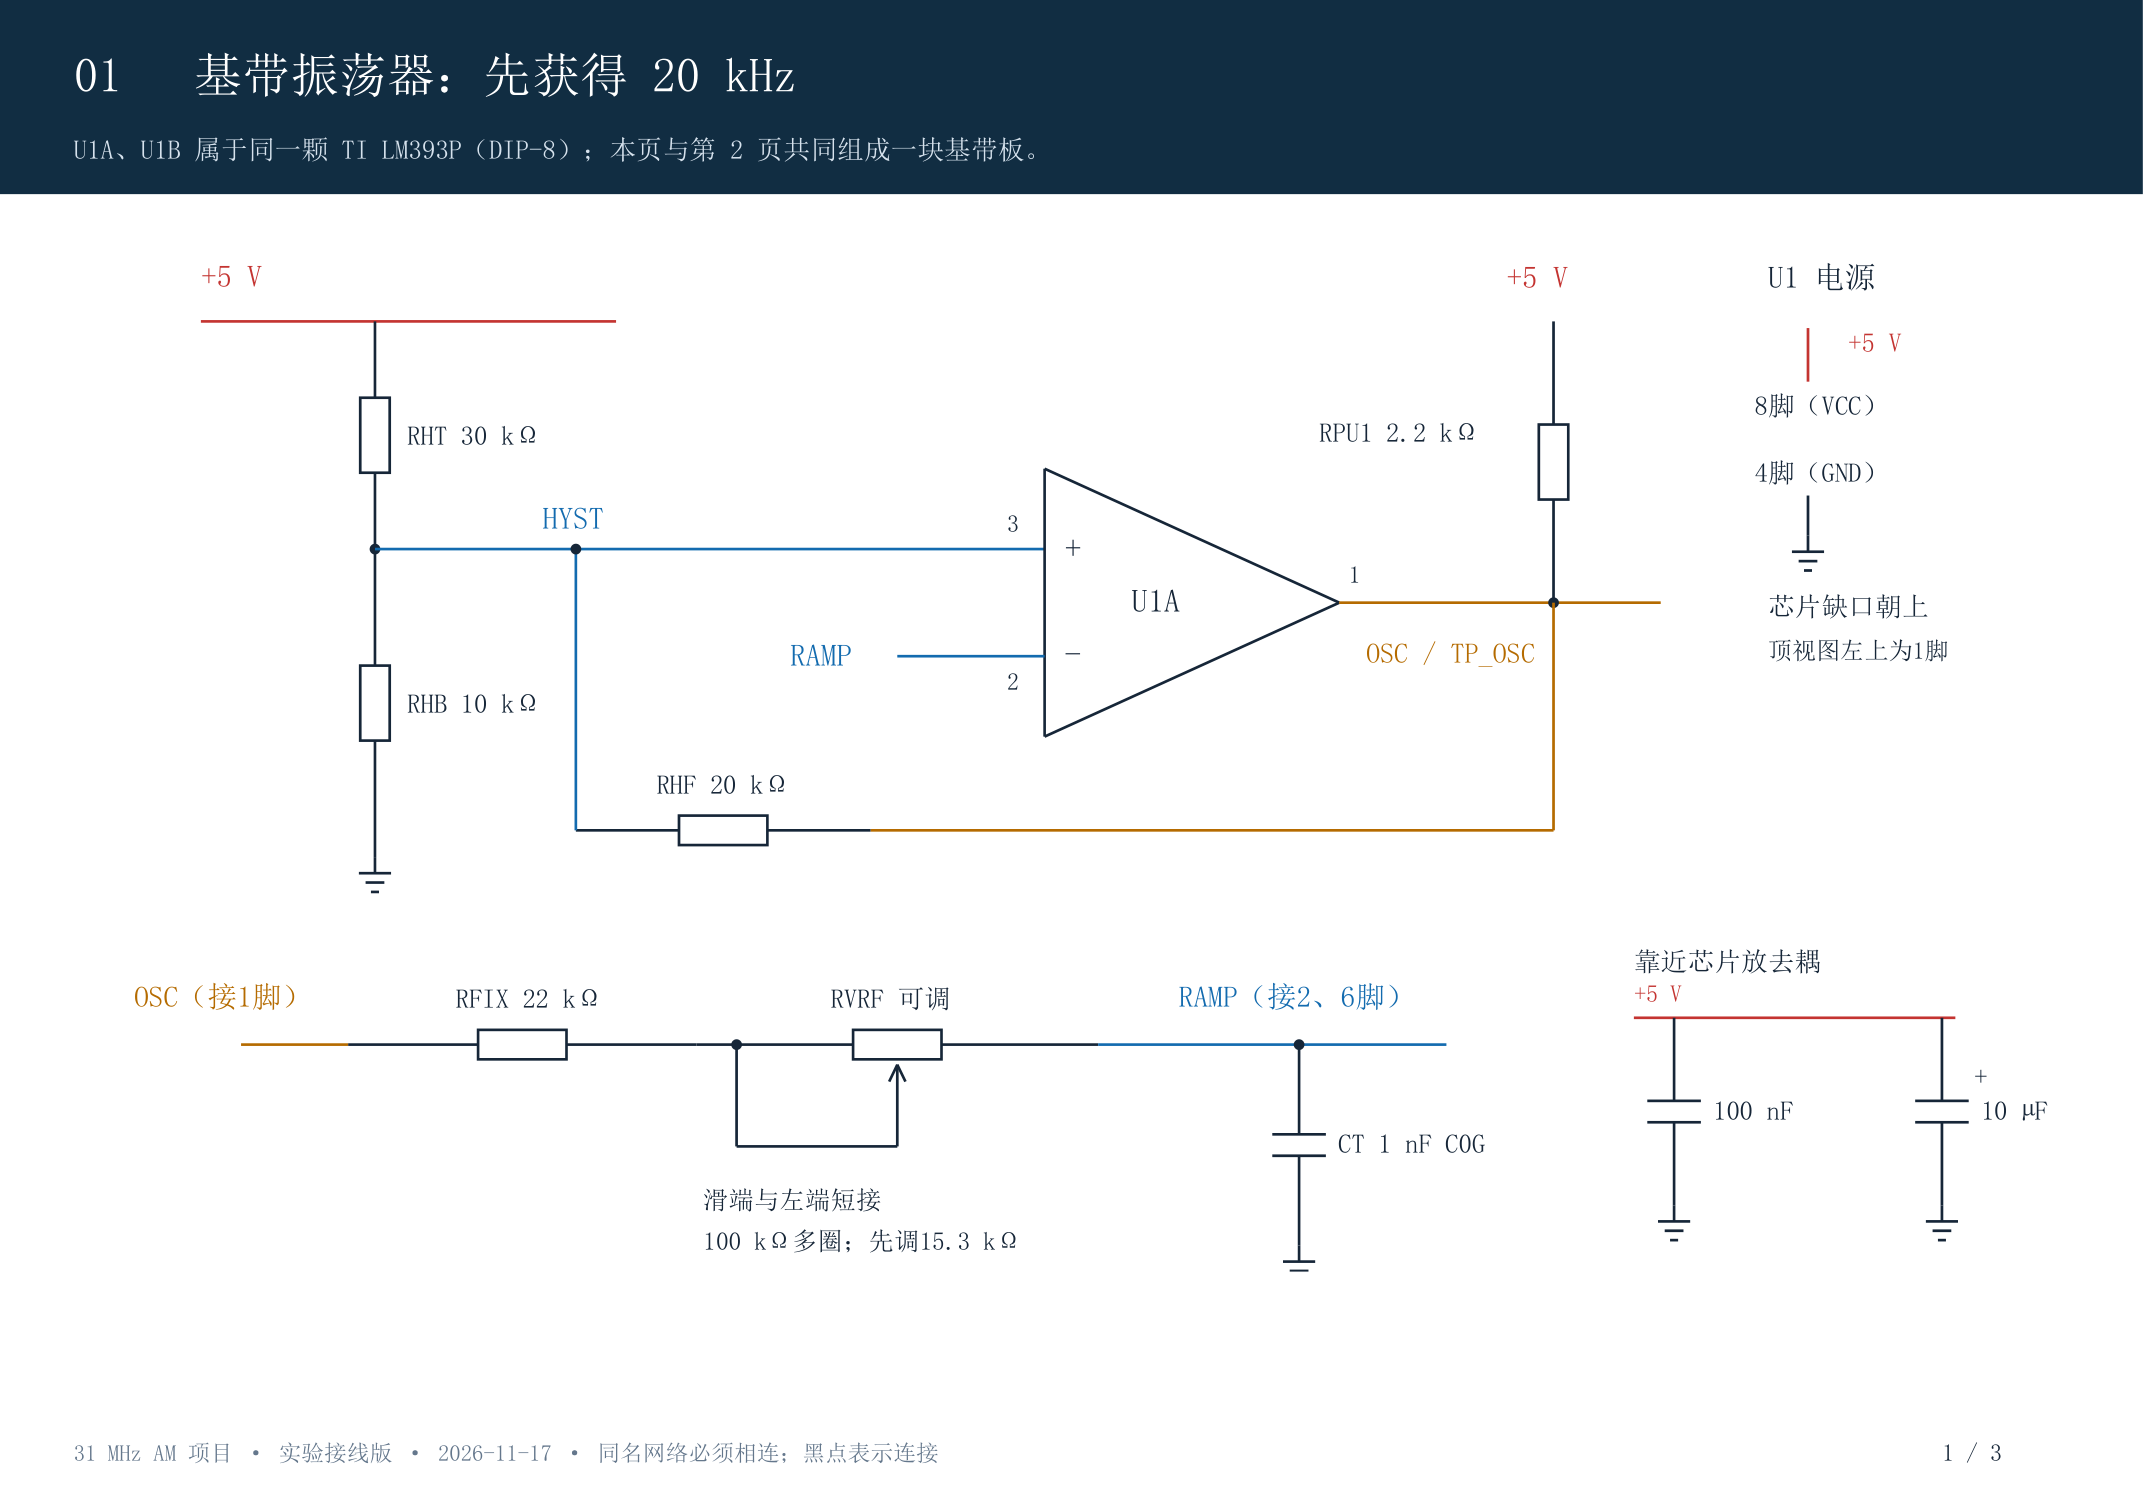 01 基带振荡器：先获得 20 kHz
U1A、U1B 属于同一颗 TI LM393P（DIP-8）；本页与第 2 页共同组成一块基带板。
+5 V
+5 V
U1 电源
+5 V
8脚（VCC）
RHT 30 kΩ
RPU1 2.2 kΩ
4脚（GND）
HYST
3
+
1
U1A
芯片缺口朝上
RAMP
−
OSC / TP_OSC
顶视图左上为1脚
2
RHB 10 kΩ
RHF 20 kΩ
靠近芯片放去耦
+5 V
OSC（接1脚）
RFIX 22 kΩ
RVRF 可调
RAMP（接2、6脚）
+
100 nF
10 µF
CT 1 nF C0G
滑端与左端短接
100 kΩ多圈；先调15.3 kΩ
31 MHz AM 项目 • 实验接线版 • 2026-11-17 • 同名网络必须相连；黑点表示连接
1 / 3